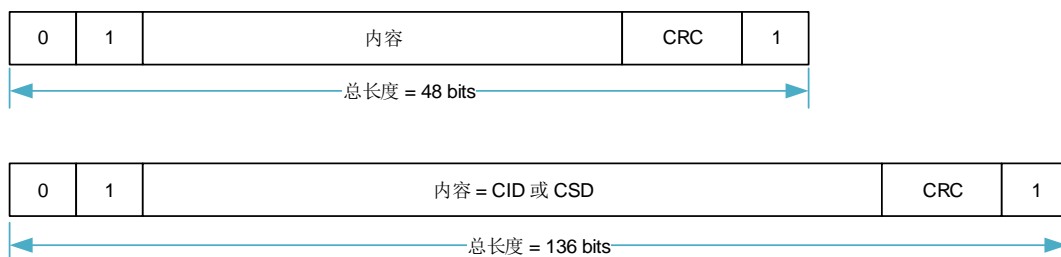 0 1 内容 CRC 1
总长度 = 48 bits
0 1 内容 = CID 或 CSD CRC 1
总长度 = 136 bits